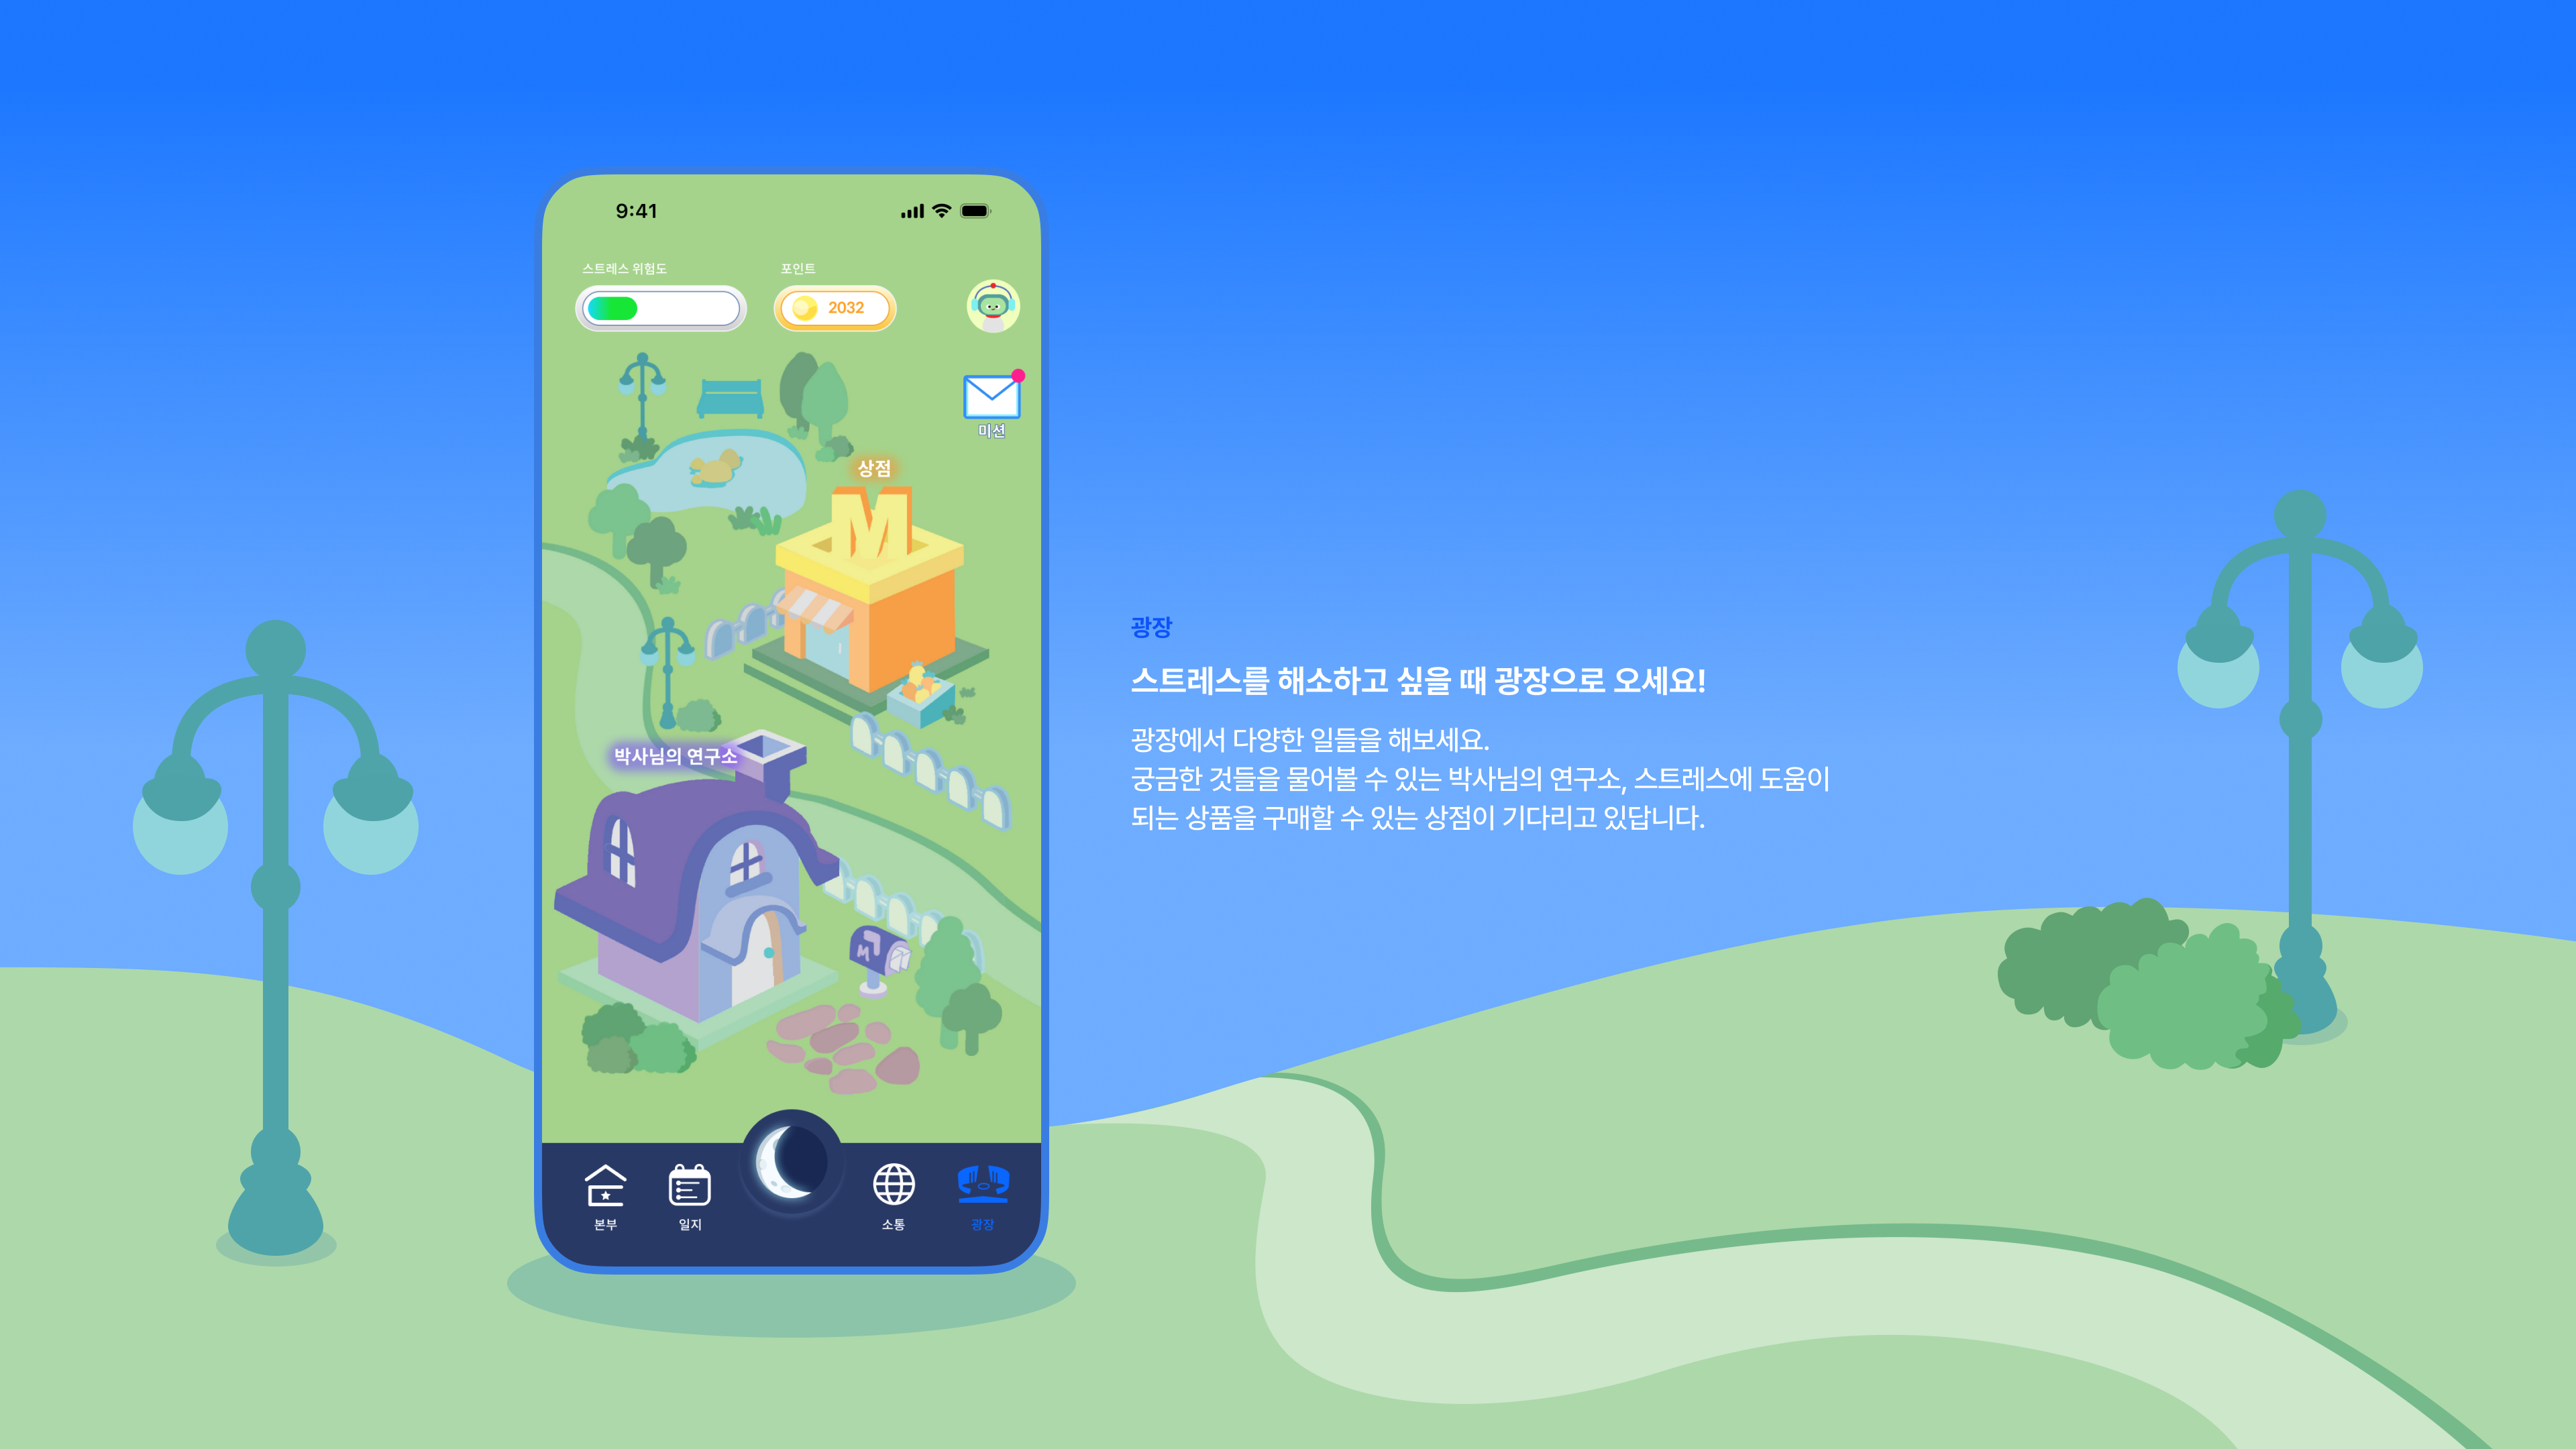 9:41
스트레스 위험도
포인트
2032
미션
상점
M
박사님의 연구소
M
본부
일지
소통
광장
광장
스트레스를 해소하고 싶을 때 광장으로 오세요!
광장에서 다양한 일들을 해보세요.
궁금한 것들을 물어볼 수 있는 박사님의 연구소, 스트레스에 도움이
되는 상품을 구매할 수 있는 상점이 기다리고 있답니다.